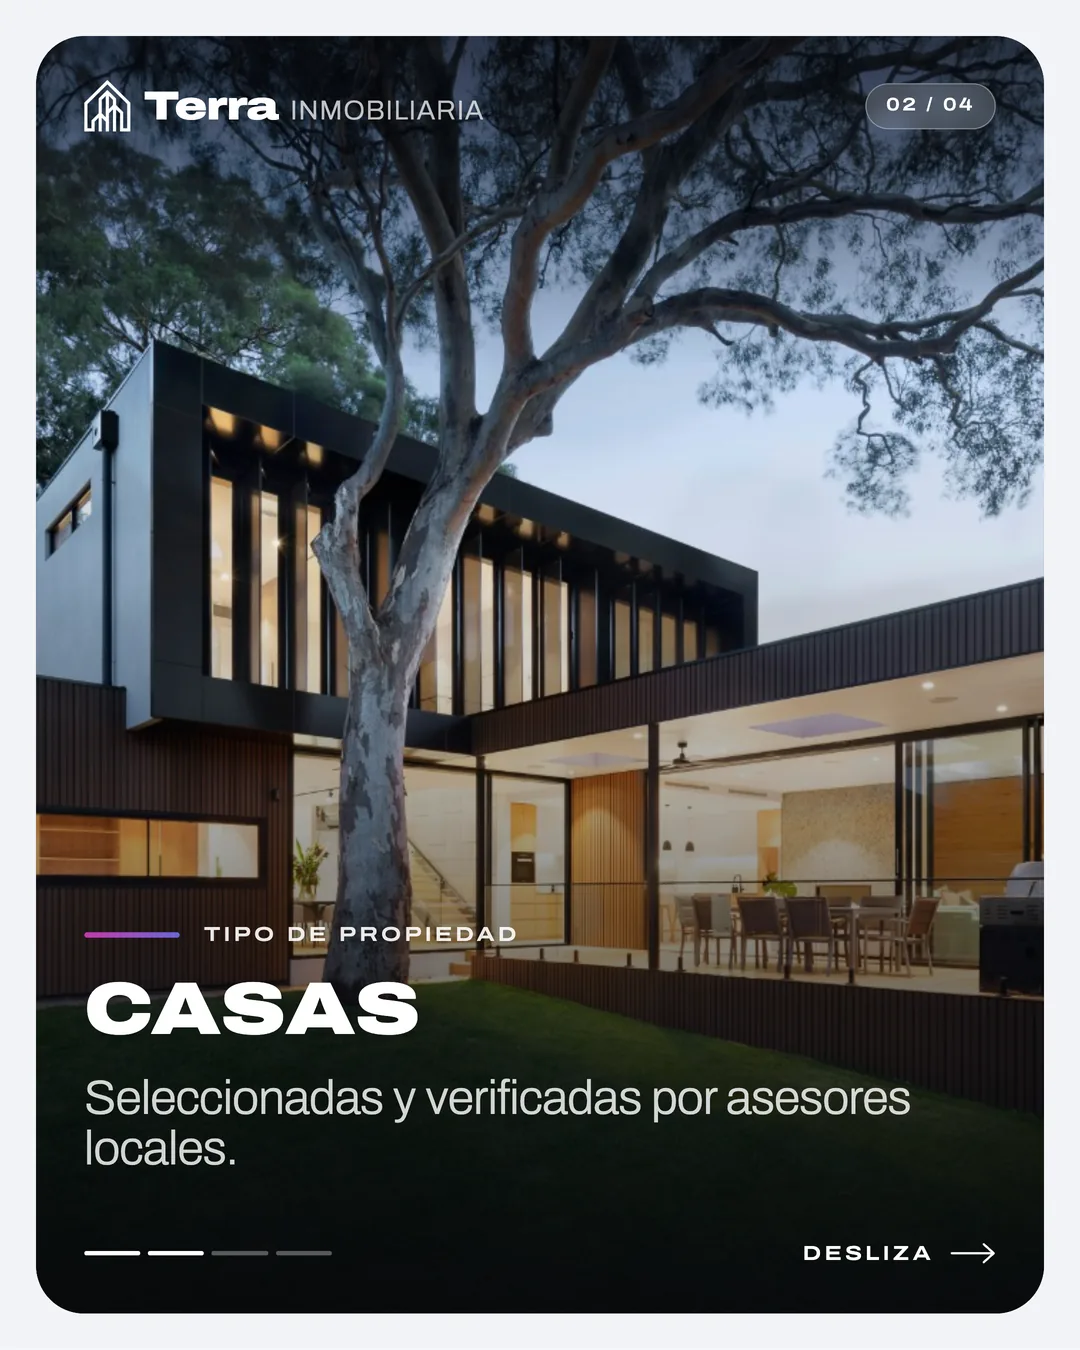 Terra INMOBILIARIA
02 / 04
TIPO DE PROPIEDAD
CASAS
Seleccionadas y verificadas por asesores
locales.
DESLIZA